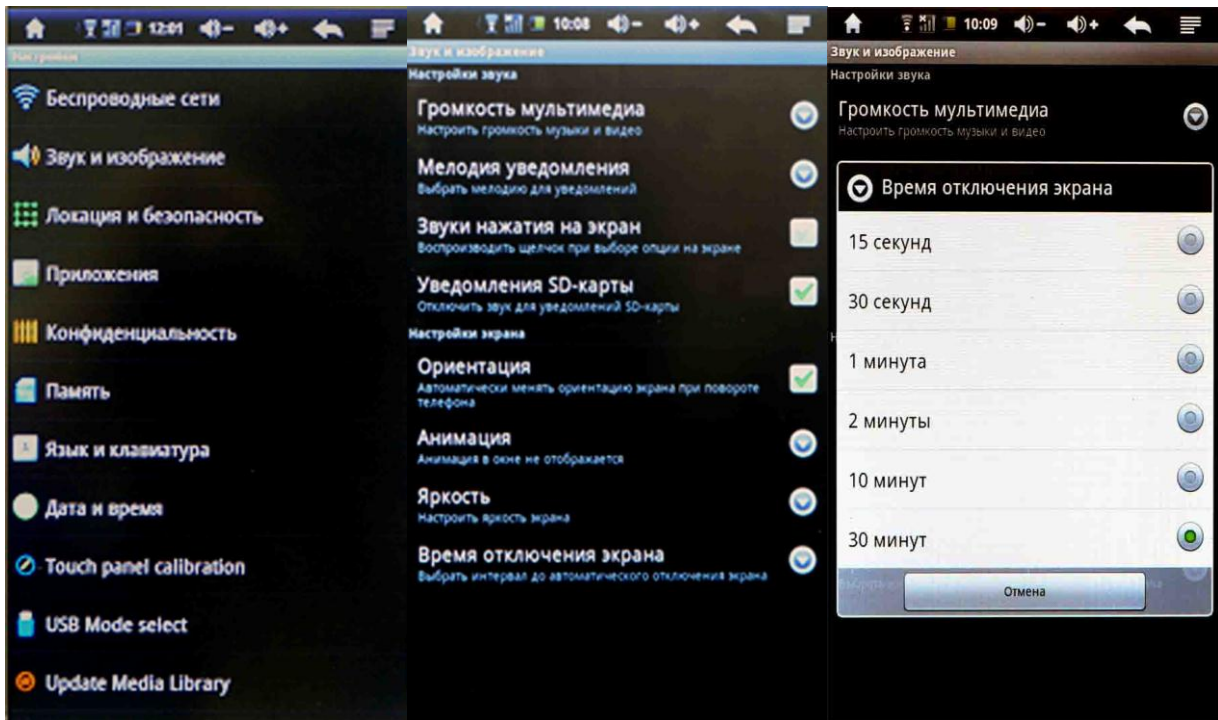 12:01
Настройки
Беспроводные сети
Звук и изображение
Локация и безопасность
Приложения
Конфиденциальность
Память
Язык и клавиатура
Дата и время
Touch panel calibration
USB Mode select
Update Media Library
10:08
Звук и изображение
Настройки звука
Громкость мультимедиа
Настроить громкость музыки и видео
Мелодия уведомления
Выбрать мелодию для уведомлений
Звуки нажатия на экран
Воспроизводить щелчок при выборе опции на экране
Уведомления SD-карты
Отключить звук для уведомлений SD-карты
Настройки экрана
Ориентация
Автоматически менять ориентацию экрана при повороте
телефона
Анимация
Анимация в окне не отображается
Яркость
Настроить яркость экрана
Время отключения экрана
Выбрать интервал до автоматического отключения экрана
10:09
Звук и изображение
Настройки звука
Громкость мультимедиа
Настроить громкость музыки и видео
Время отключения экрана
15 секунд
30 секунд
1 минута
2 минуты
10 минут
30 минут
Отмена